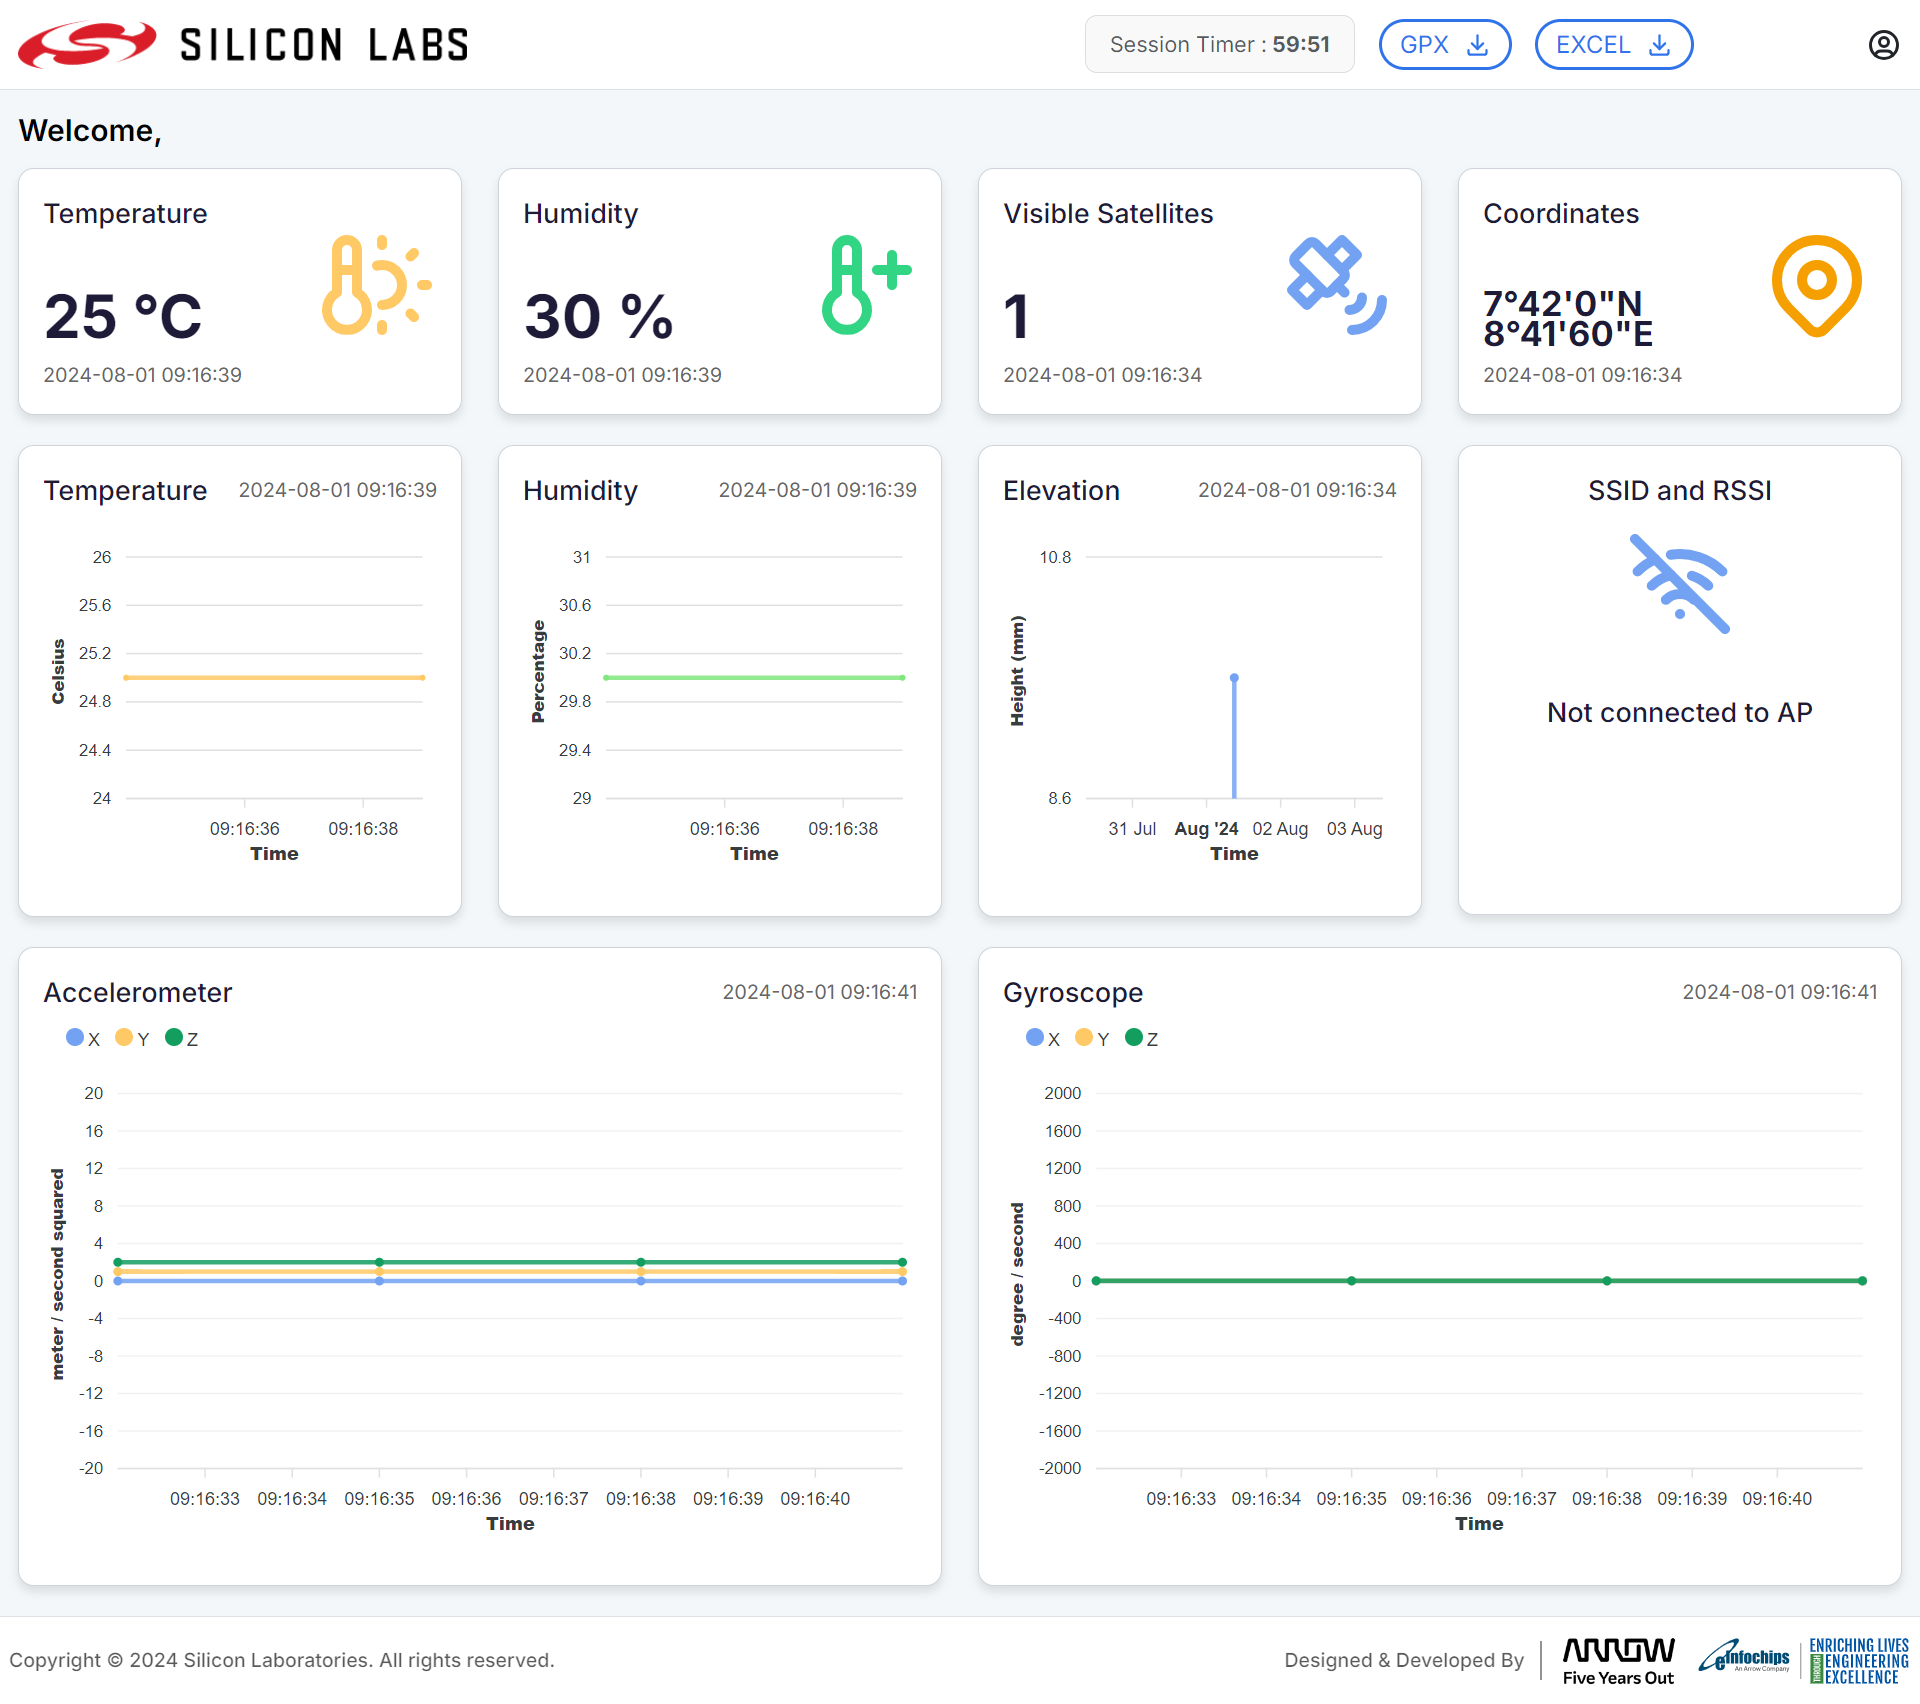 SILICON LABS
Session Timer : 59:51
GPX
EXCEL
Welcome,
Temperature
25 °C
2024-08-01 09:16:39
Humidity
30 %
2024-08-01 09:16:39
Visible Satellites
1
2024-08-01 09:16:34
Coordinates
7°42'0"N
8°41'60"E
2024-08-01 09:16:34
Temperature 2024-08-01 09:16:39
Celsius
26
25.6
25.2
24.8
24.4
24
09:16:36 09:16:38
Time
Humidity 2024-08-01 09:16:39
Percentage
31
30.6
30.2
29.8
29.4
29
09:16:36 09:16:38
Time
Elevation 2024-08-01 09:16:34
Height (mm)
10.8
8.6
31 Jul Aug '24 02 Aug 03 Aug
Time
SSID and RSSI
Not connected to AP
Accelerometer 2024-08-01 09:16:41
X Y Z
meter / second squared
20
16
12
8
4
0
-4
-8
-12
-16
-20
09:16:33 09:16:34 09:16:35 09:16:36 09:16:37 09:16:38 09:16:39 09:16:40
Time
Gyroscope 2024-08-01 09:16:41
X Y Z
degree / second
2000
1600
1200
800
400
0
-400
-800
-1200
-1600
-2000
09:16:33 09:16:34 09:16:35 09:16:36 09:16:37 09:16:38 09:16:39 09:16:40
Time
Copyright © 2024 Silicon Laboratories. All rights reserved.
Designed & Developed By
ARROW
Five Years Out
eInfochips
An Arrow Company
ENRICHING LIVES
THROUGH
ENGINEERING
EXCELLENCE